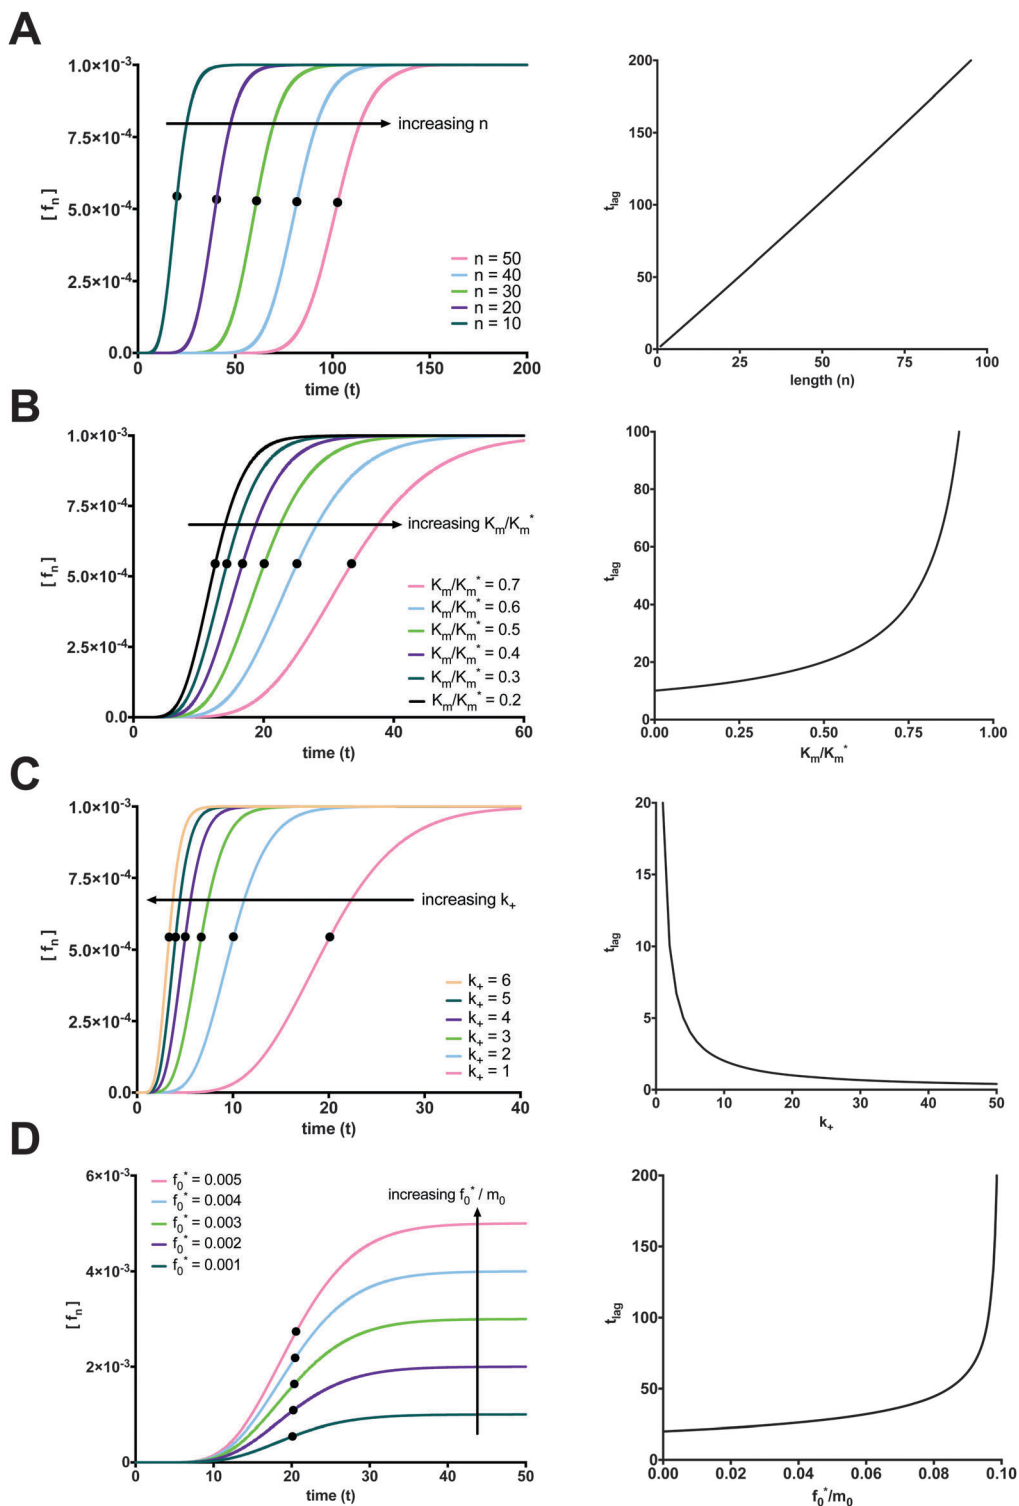 A
[ fn ]
1.0×10⁻³
7.5×10⁻⁴
5.0×10⁻⁴
2.5×10⁻⁴
0.0
increasing n
n = 50
n = 40
n = 30
n = 20
n = 10
0 50 100 150 200
time (t)
tlag
200
150
100
50
0
0 25 50 75 100
length (n)
B
[ fn ]
1.0×10⁻³
7.5×10⁻⁴
5.0×10⁻⁴
2.5×10⁻⁴
0.0
increasing Km/Km*
Km/Km* = 0.7
Km/Km* = 0.6
Km/Km* = 0.5
Km/Km* = 0.4
Km/Km* = 0.3
Km/Km* = 0.2
0 20 40 60
time (t)
tlag
100
80
60
40
20
0
0.00 0.25 0.50 0.75 1.00
Km/Km*
C
[ fn ]
1.0×10⁻³
7.5×10⁻⁴
5.0×10⁻⁴
2.5×10⁻⁴
0.0
increasing k+
k+ = 6
k+ = 5
k+ = 4
k+ = 3
k+ = 2
k+ = 1
0 10 20 30 40
time (t)
tlag
20
15
10
5
0
0 10 20 30 40 50
k+
D
[ fn ]
6×10⁻³
4×10⁻³
2×10⁻³
0
f0* = 0.005
f0* = 0.004
f0* = 0.003
f0* = 0.002
f0* = 0.001
increasing f0* / m0
0 10 20 30 40 50
time (t)
tlag
200
150
100
50
0
0.00 0.02 0.04 0.06 0.08 0.10
f0*/m0